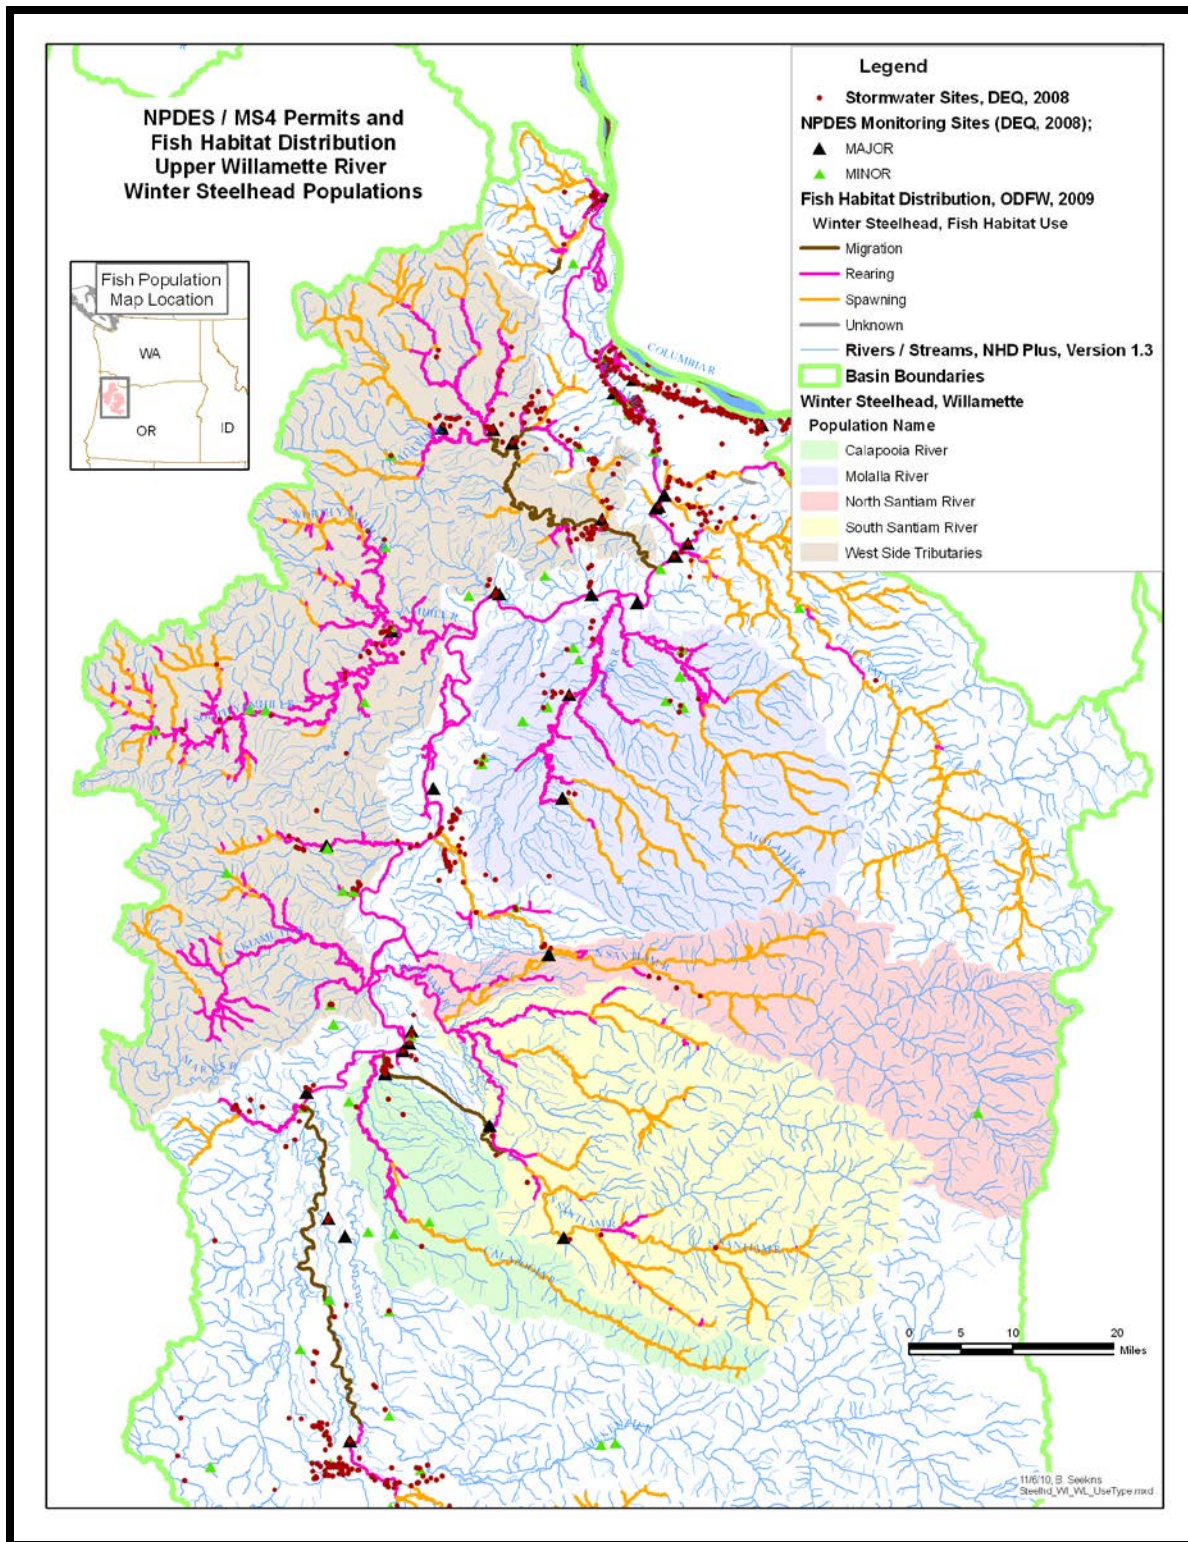 NPDES / MS4 Permits and
Fish Habitat Distribution
Upper Willamette River
Winter Steelhead Populations
Fish Population
Map Location
WA
OR
ID
Legend
Stormwater Sites, DEQ, 2008
NPDES Monitoring Sites (DEQ, 2008);
MAJOR
MINOR
Fish Habitat Distribution, ODFW, 2009
Winter Steelhead, Fish Habitat Use
Migration
Rearing
Spawning
Unknown
Rivers / Streams, NHD Plus, Version 1.3
Basin Boundaries
Winter Steelhead, Willamette
Population Name
Calapooia River
Molalla River
North Santiam River
South Santiam River
West Side Tributaries
COLUMBIA R
N SANTIAM R
S SANTIAM R
0 5 10 20
Miles
11/6/10, B. Seekins
Steelhd_WI_WL_UseType.mxd